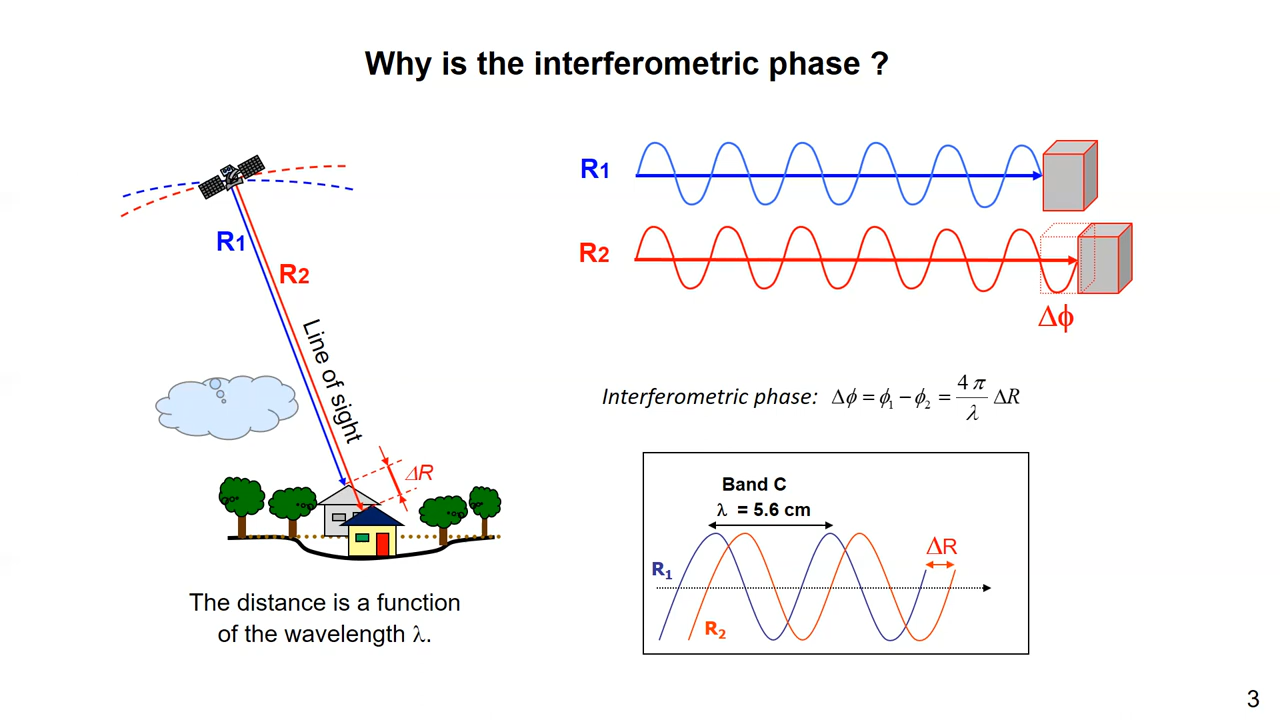 Why is the interferometric phase ?
R1
R2
Line of sight
ΔR
The distance is a function
of the wavelength λ.
R1
R2
Δϕ
Interferometric phase: Δϕ = ϕ₁ − ϕ₂ = 4 π / λ ΔR
Band C
λ = 5.6 cm
R₁
ΔR
R₂
3